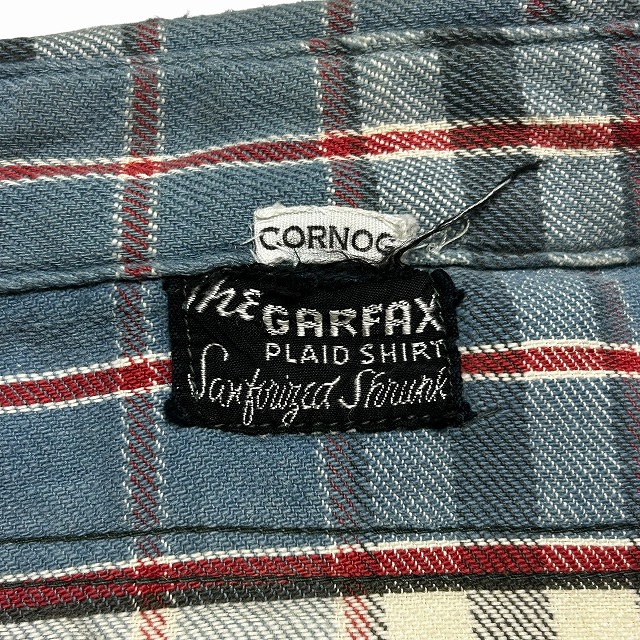 CORNOG
The GARFAX
PLAID SHIRT
Sanforized Shrunk